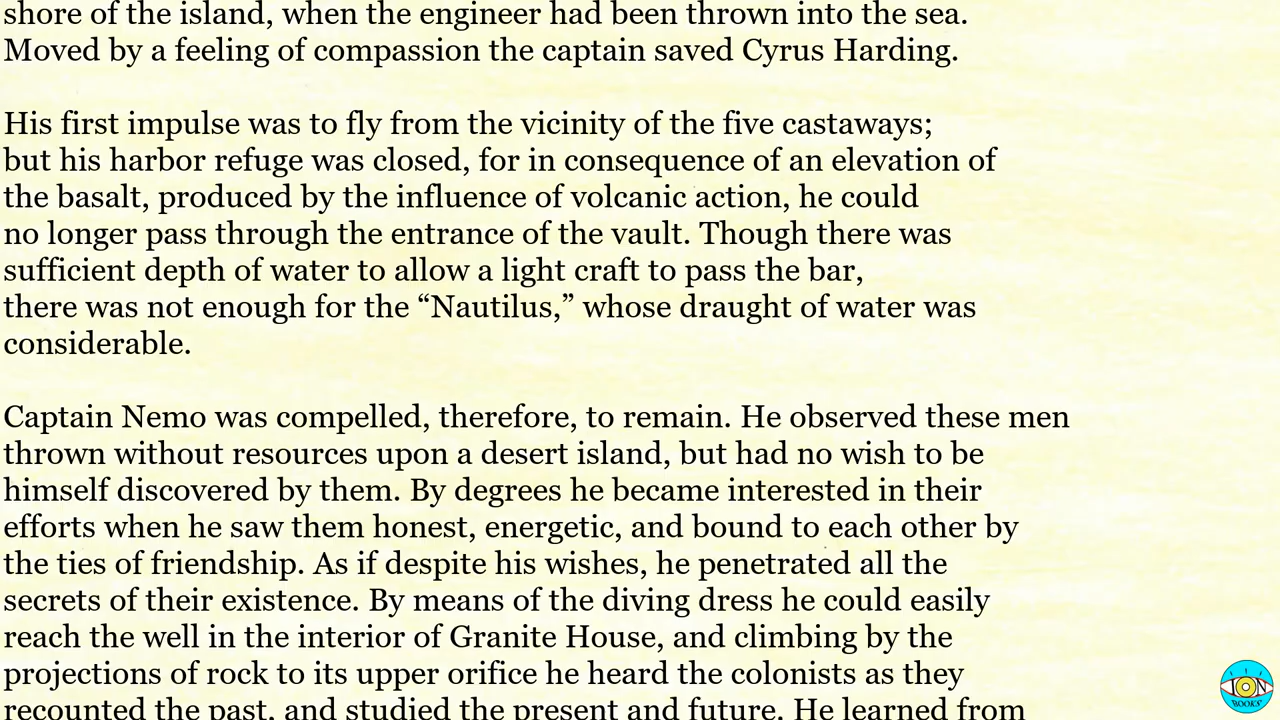 shore of the island, when the engineer had been thrown into the sea.
Moved by a feeling of compassion the captain saved Cyrus Harding.
His first impulse was to fly from the vicinity of the five castaways;
but his harbor refuge was closed, for in consequence of an elevation of
the basalt, produced by the influence of volcanic action, he could
no longer pass through the entrance of the vault. Though there was
sufficient depth of water to allow a light craft to pass the bar,
there was not enough for the “Nautilus,” whose draught of water was
considerable.
Captain Nemo was compelled, therefore, to remain. He observed these men
thrown without resources upon a desert island, but had no wish to be
himself discovered by them. By degrees he became interested in their
efforts when he saw them honest, energetic, and bound to each other by
the ties of friendship. As if despite his wishes, he penetrated all the
secrets of their existence. By means of the diving dress he could easily
reach the well in the interior of Granite House, and climbing by the
projections of rock to its upper orifice he heard the colonists as they
recounted the past, and studied the present and future. He learned from
ION
BOOKS